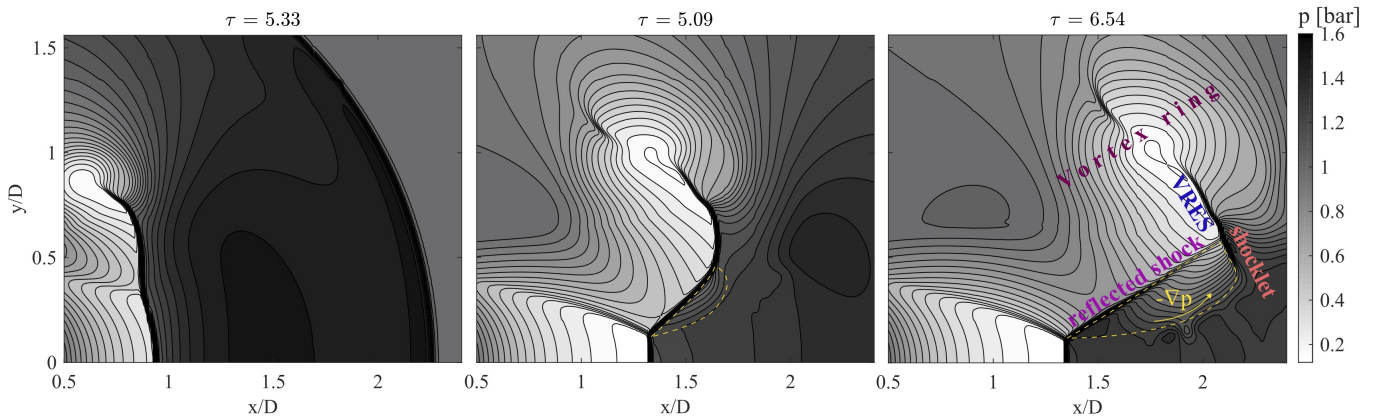 τ = 5.33
τ = 5.09
τ = 6.54
p [bar]
y/D
1.5
1
0.5
0
0.5
1
1.5
2
x/D
0.5
1
1.5
2
x/D
Vortex ring
VRES
reflected shock
shocklet
-∇p
0.5
1
1.5
2
x/D
1.6
1.4
1.2
1
0.8
0.6
0.4
0.2